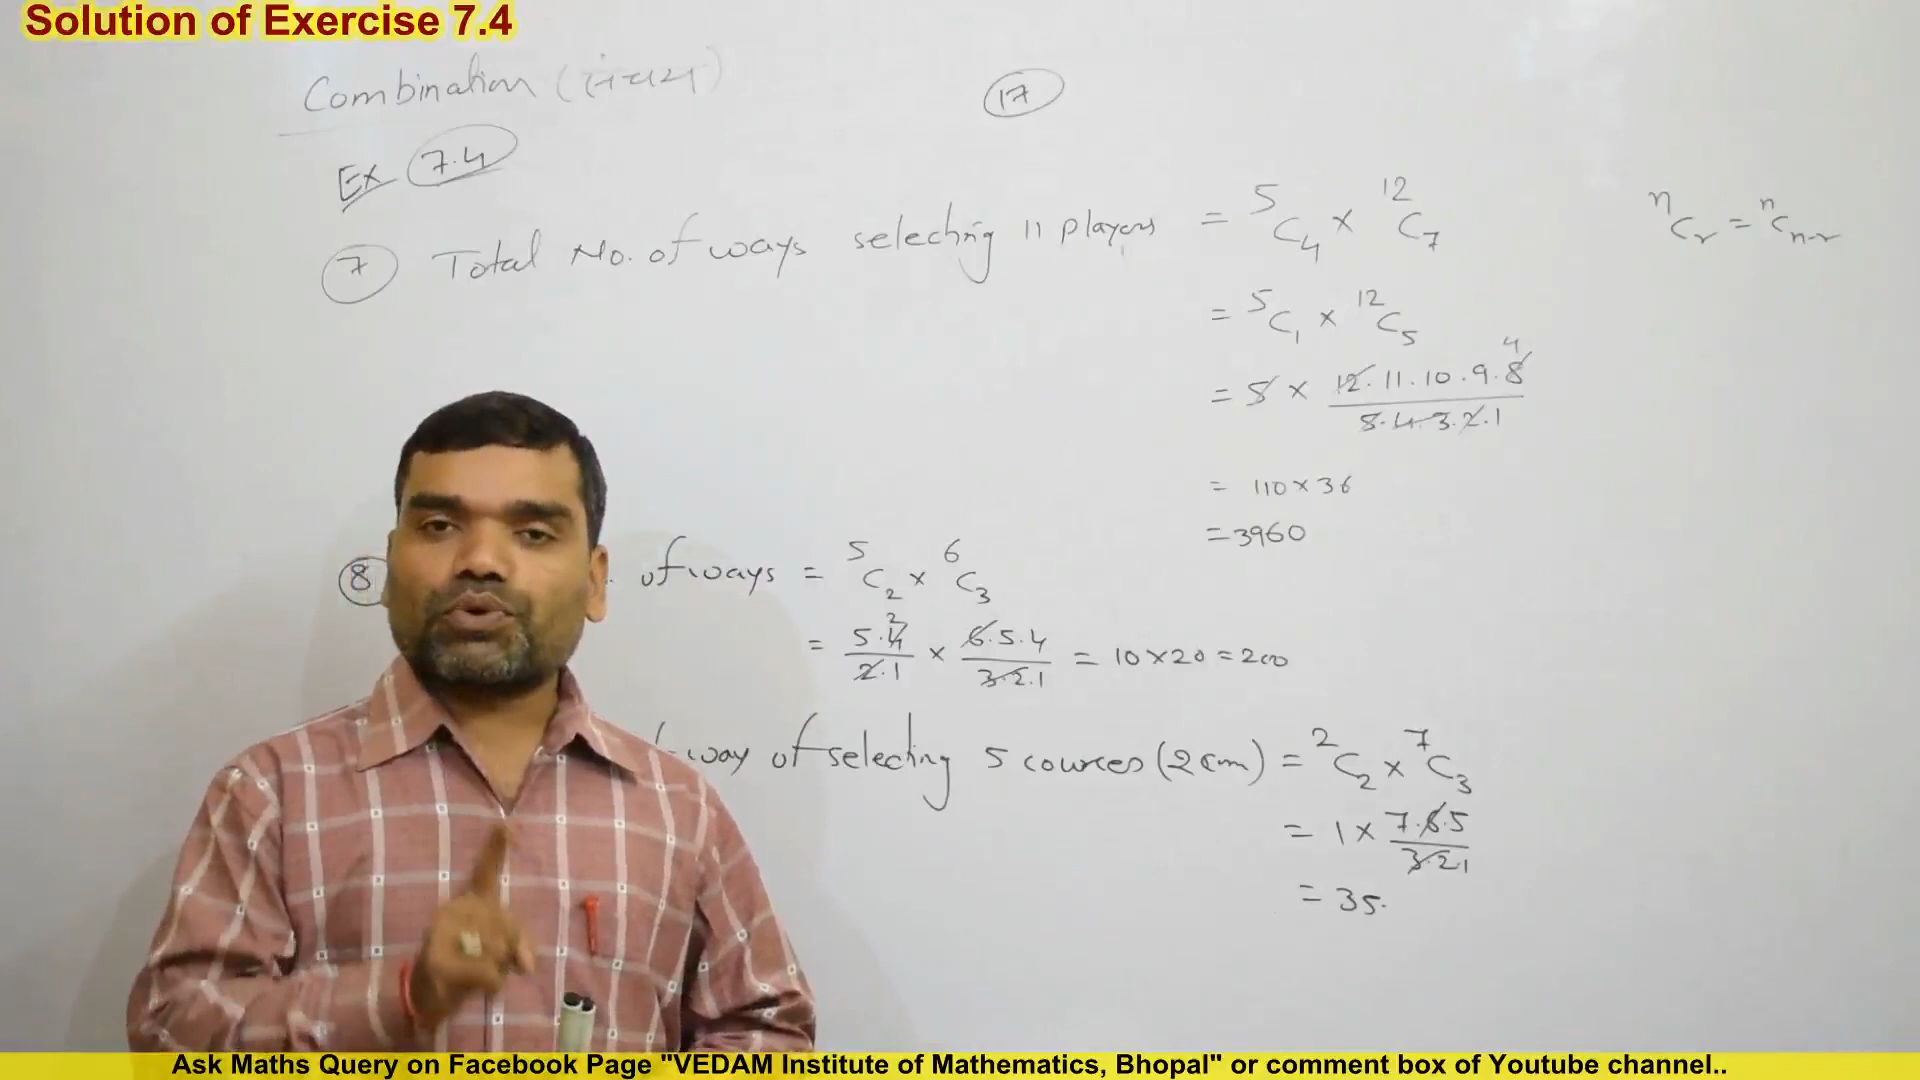 Solution of Exercise 7.4
Combination (संचय)
17
Ex 7.4
7 Total No. of ways selecting 11 players = ⁵C₄ × ¹²C₇
ⁿCᵣ = ⁿCₙ₋ᵣ
= ⁵C₁ × ¹²C₅
= 5 × 12.11.10.9.8 / 5.4.3.2.1
4
= 110 × 36
= 3960
8 of ways = ⁵C₂ × ⁶C₃
= 5.4 / 2.1 × 6.5.4 / 3.2.1 = 10 × 20 = 200
2
way of selecting 5 cources (2 com) = ²C₂ × ⁷C₃
= 1 × 7.6.5 / 3.2.1
= 35.
Ask Maths Query on Facebook Page "VEDAM Institute of Mathematics, Bhopal" or comment box of Youtube channel..